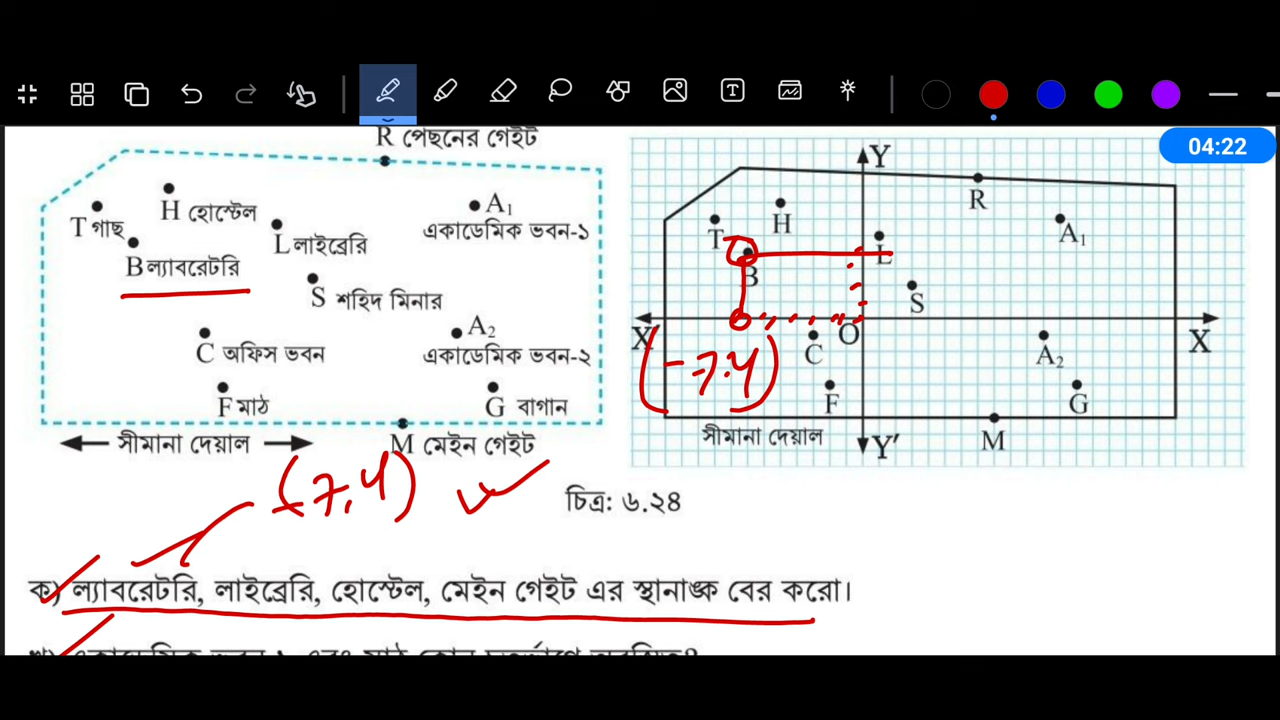 04:22
R পেছনের গেইট
H হোস্টেল
T গাছ
L লাইব্রেরি
A1
একাডেমিক ভবন-১
B ল্যাবরেটরি
S শহিদ মিনার
C অফিস ভবন
A2
একাডেমিক ভবন-২
F মাঠ
G বাগান
সীমানা দেয়াল
M মেইন গেইট
Y
R
T
H
A1
B
L
S
X'
O
X
C
A2
F
G
সীমানা দেয়াল
Y'
M
(-7.4)
(-7,4)
চিত্র: ৬.২৪
ক) ল্যাবরেটরি, লাইব্রেরি, হোস্টেল, মেইন গেইট এর স্থানাঙ্ক বের করো।